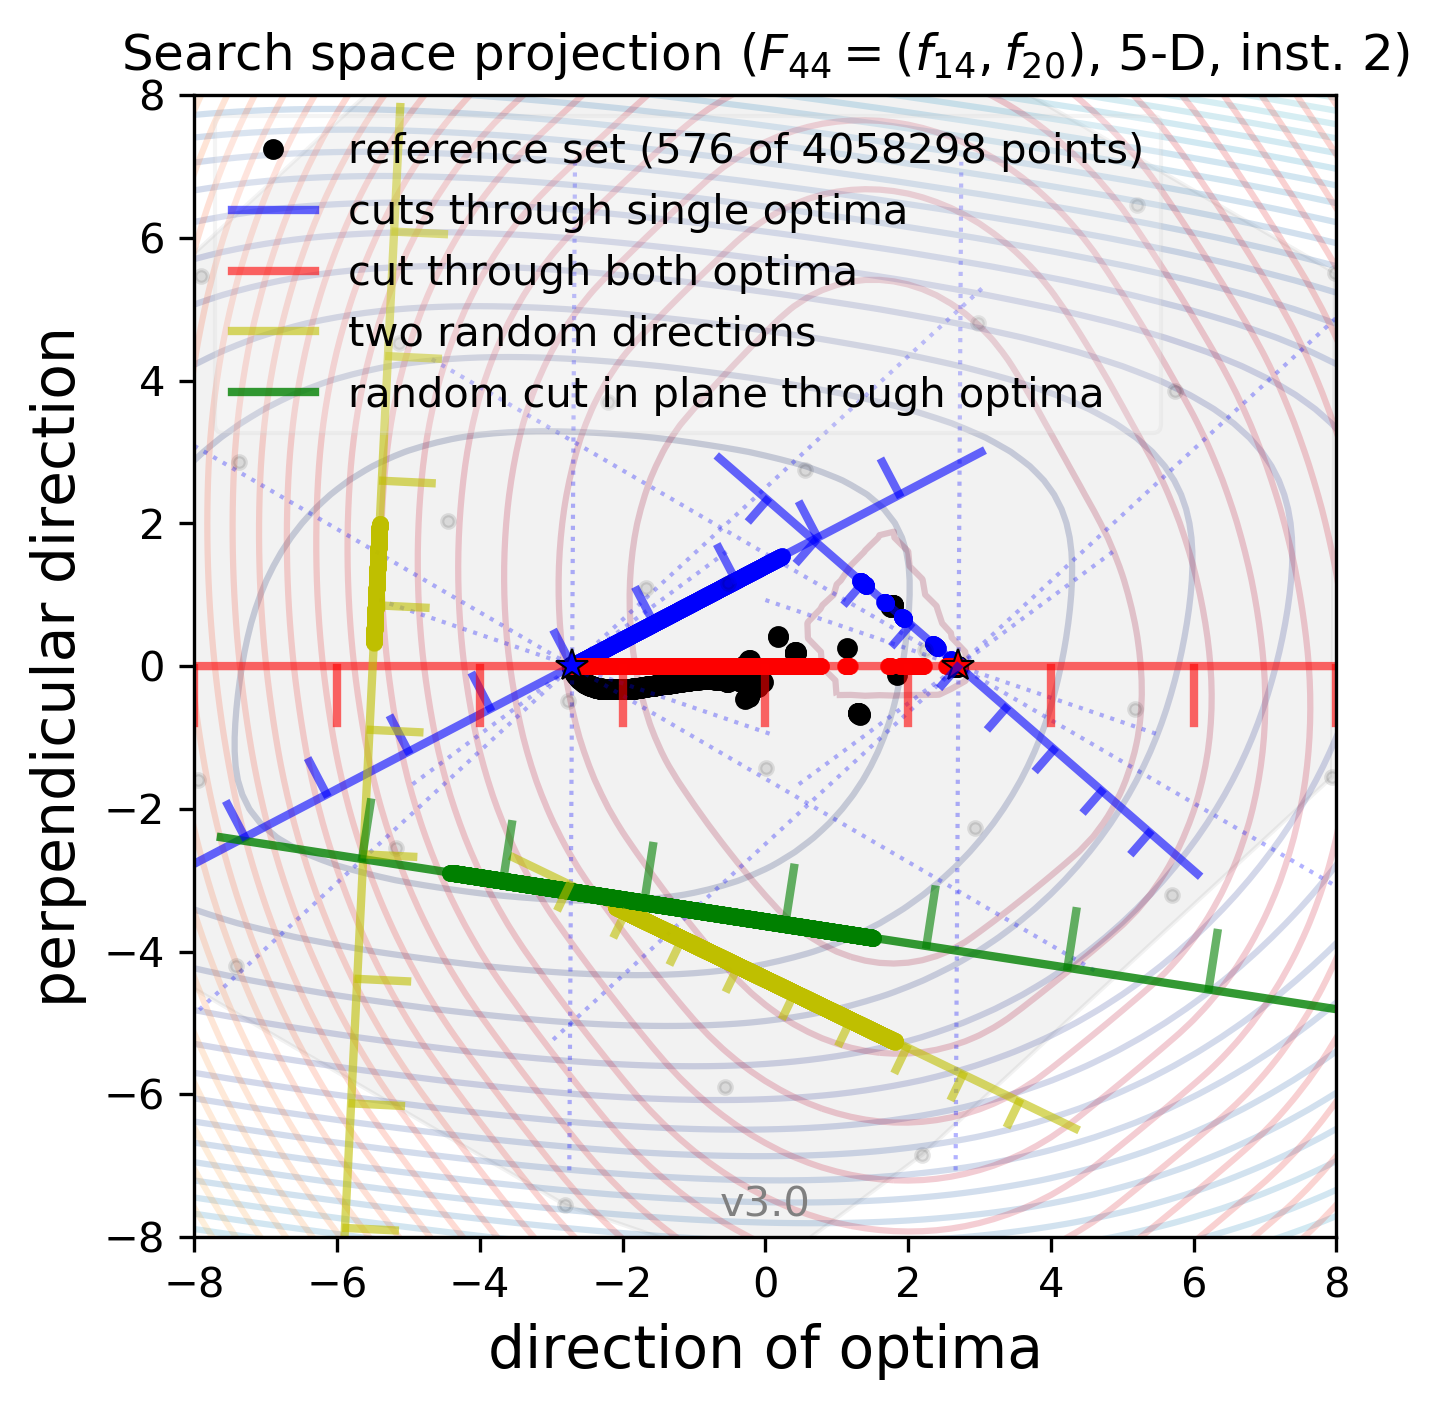 Search space projection (F₄₄ = (f₁₄, f₂₀), 5-D, inst. 2)
8
6
4
2
0
−2
−4
−6
−8
perpendicular direction
reference set (576 of 4058298 points)
cuts through single optima
cut through both optima
two random directions
random cut in plane through optima
v3.0
−8 −6 −4 −2 0 2 4 6 8
direction of optima